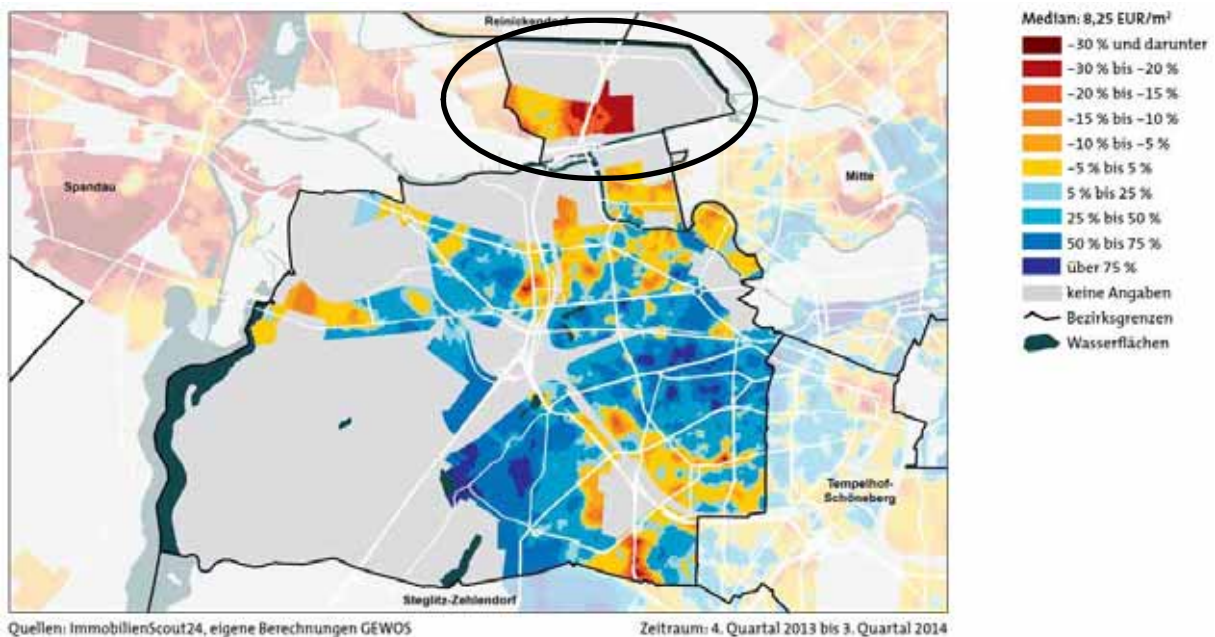 Reinickendorf
Spandau
Mitte
Tempelhof-
Schöneberg
Steglitz-Zehlendorf
Median: 8,25 EUR/m²
–30 % und darunter
–30 % bis –20 %
–20 % bis –15 %
–15 % bis –10 %
–10 % bis –5 %
–5 % bis 5 %
5 % bis 25 %
25 % bis 50 %
50 % bis 75 %
über 75 %
keine Angaben
Bezirksgrenzen
Wasserflächen
Quellen: ImmobilienScout24, eigene Berechnungen GEWOS
Zeitraum: 4. Quartal 2013 bis 3. Quartal 2014